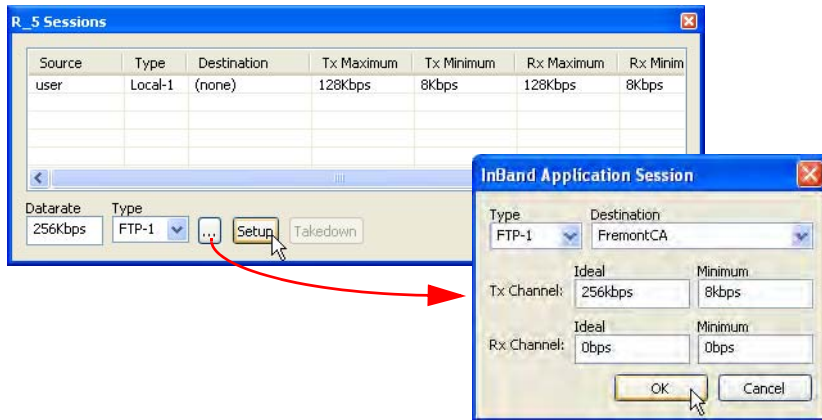 R_5 Sessions
Source Type Destination Tx Maximum Tx Minimum Rx Maximum Rx Minim
user Local-1 (none) 128Kbps 8Kbps 128Kbps 8Kbps
Datarate Type
256Kbps FTP-1 ... Setup Takedown
InBand Application Session
Type Destination
FTP-1 FremontCA
Ideal Minimum
Tx Channel: 256kbps 8kbps
Ideal Minimum
Rx Channel: 0bps 0bps
OK Cancel